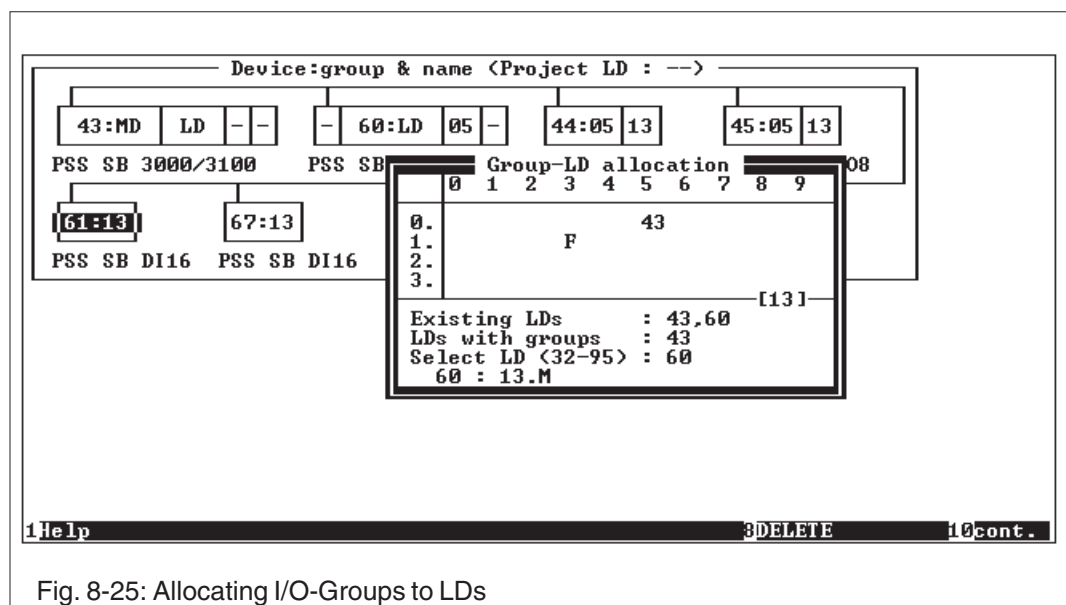 Device:group & name (Project LD : --)
43:MD LD - - - 60:LD 05 - 44:05 13 45:05 13
PSS SB 3000/3100 PSS SB O8
Group-LD allocation
0 1 2 3 4 5 6 7 8 9
61:13 67:13
0. 43
1. F
PSS SB DI16 PSS SB DI16
2.
3.
[13]
Existing LDs : 43,60
LDs with groups : 43
Select LD (32-95) : 60
60 : 13.M
1Help 8DELETE 10cont.
Fig. 8-25: Allocating I/O-Groups to LDs